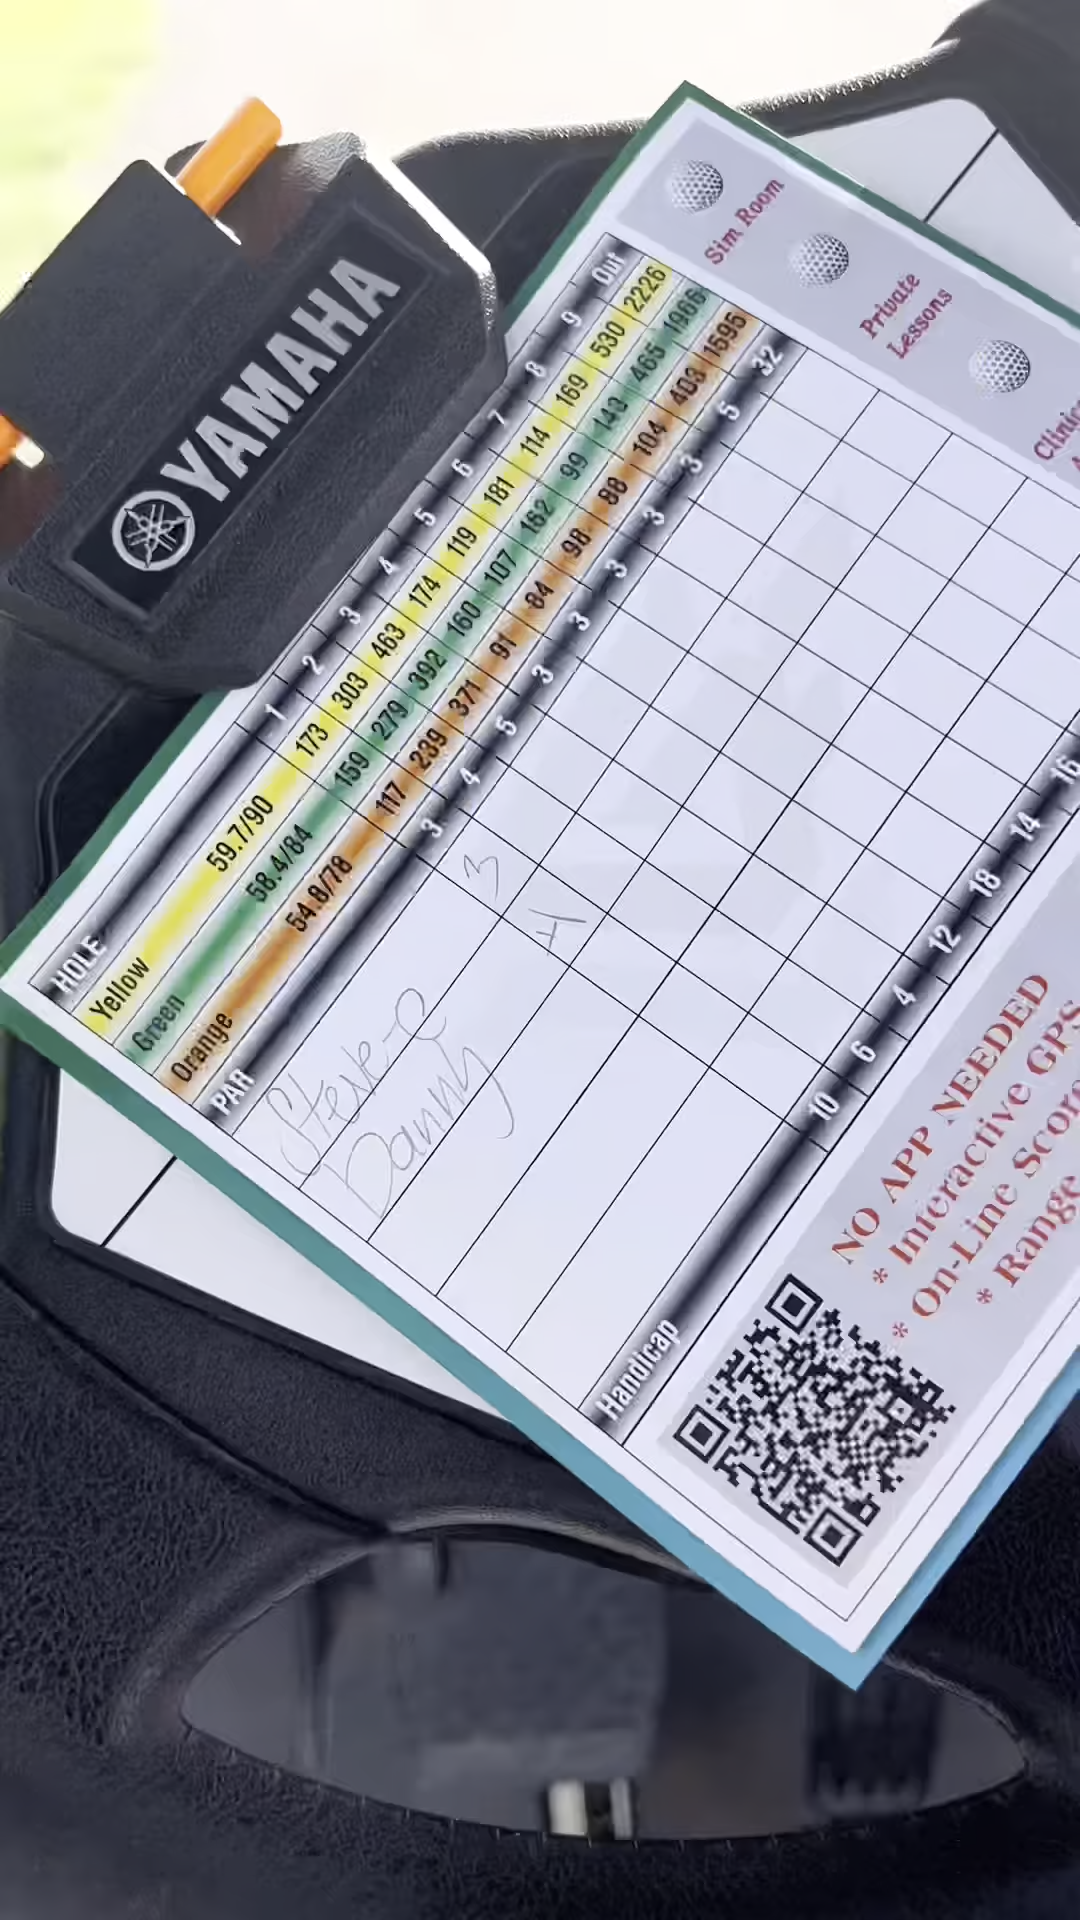 YAMAHA
Sim Room
Private
Lessons
HOLE 1 2 3 4 5 6 7 8 9 Out
Yellow 59.7/90 173 303 463 174 119 181 114 169 530 2226
Green 58.4/84 159 279 392 160 107 162 99 143 465 1966
Orange 54.8/78 117 239 371 91 84 98 98 104 403 1595
PAR 3 4 5 3 3 3 3 3 5 32
Steve-O 3
Danny 4
Handicap 10 6 4 12 18 14 16
NO APP NEEDED
* Interactive GPS
On-Line
* Range
*